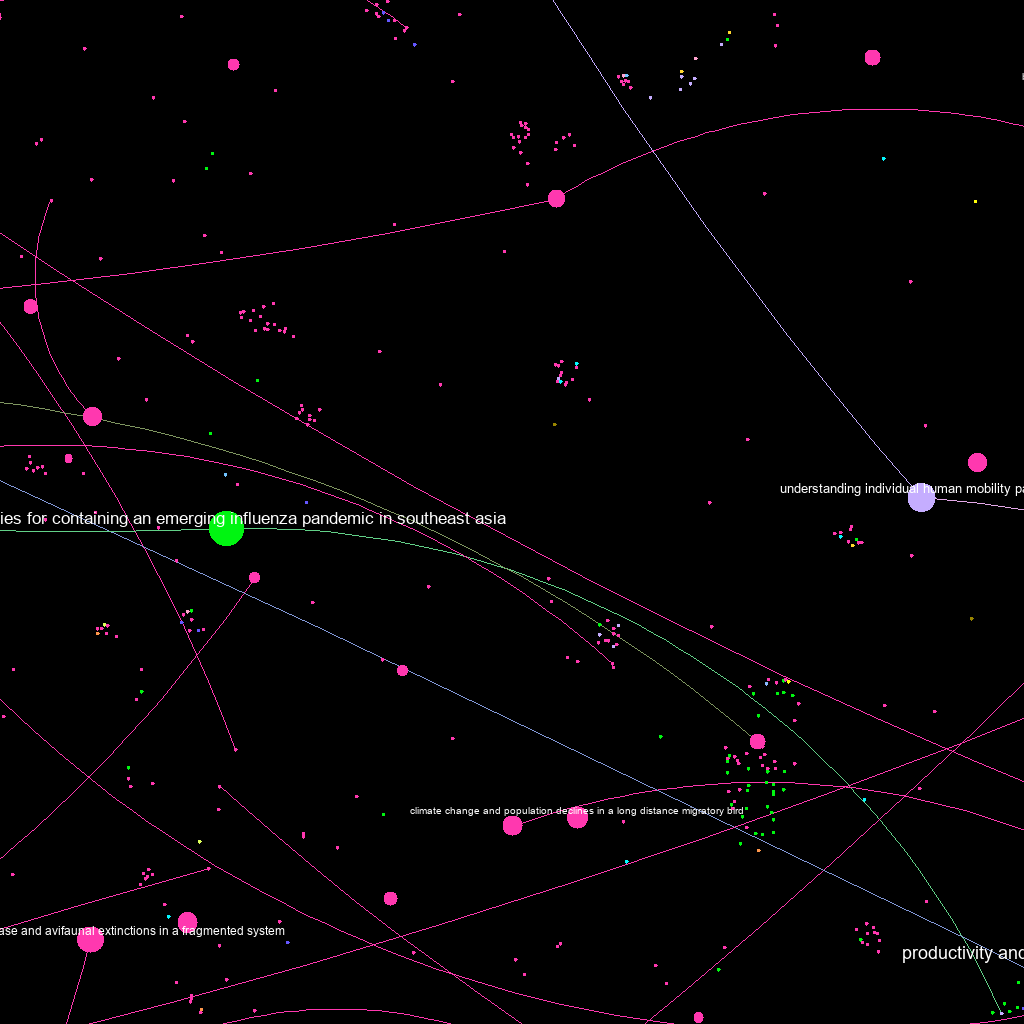 understanding individual human mobility
ies for containing an emerging influenza pandemic in southeast asia
climate change and population declines in a long distance migratory bird
ase and avifaunal extinctions in a fragmented system
productivity and